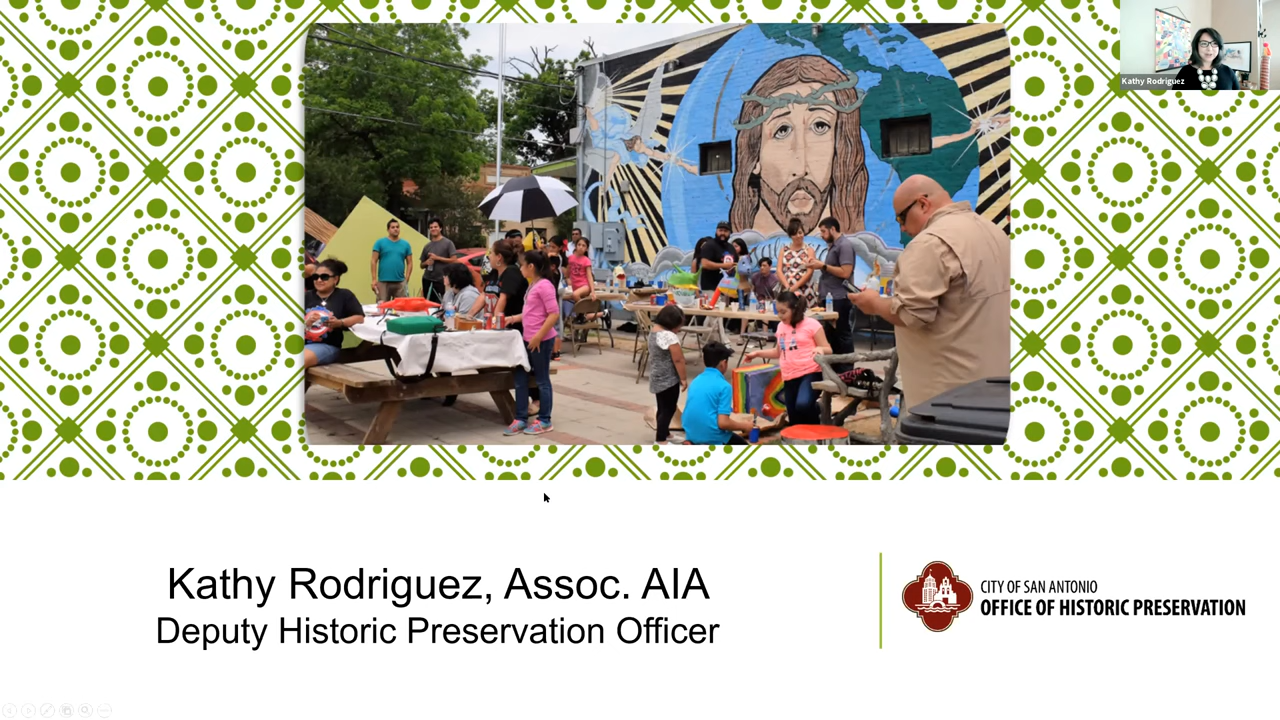 Kathy Rodriguez
Kathy Rodriguez, Assoc. AIA
Deputy Historic Preservation Officer
CITY OF SAN ANTONIO
OFFICE OF HISTORIC PRESERVATION